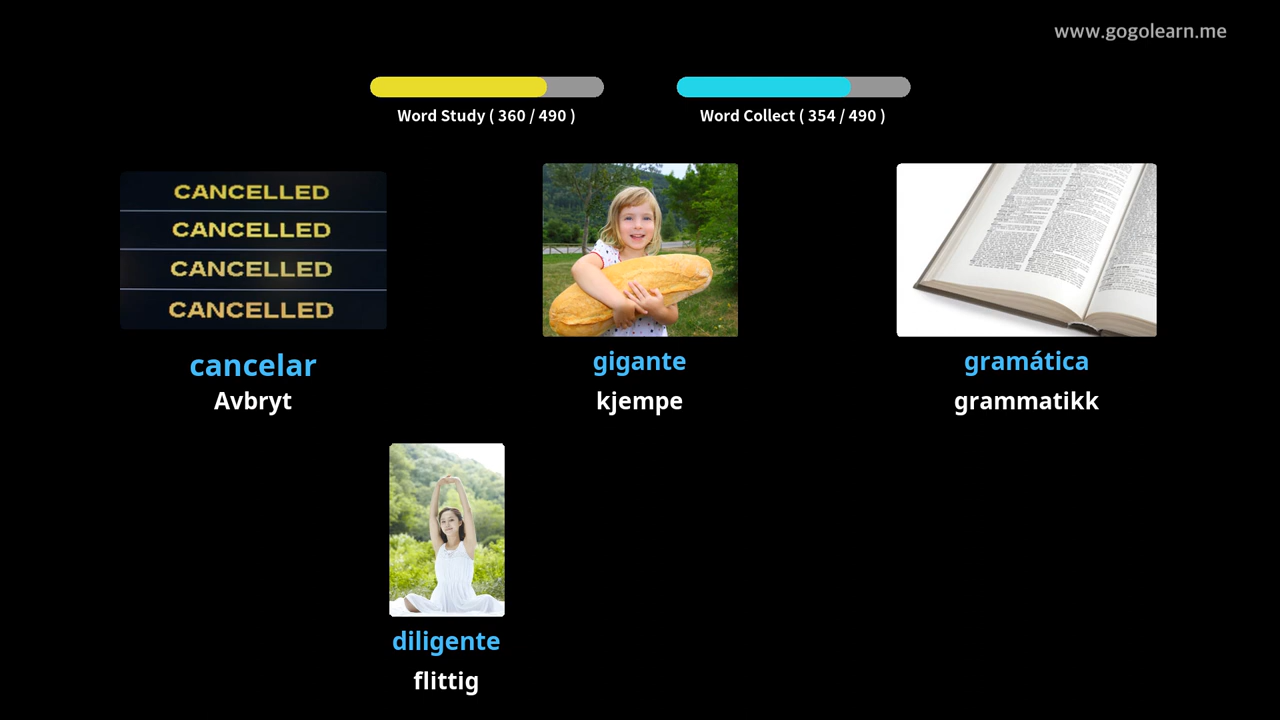 www.gogolearn.me
Word Study ( 360 / 490 )
Word Collect ( 354 / 490 )
CANCELLED
CANCELLED
CANCELLED
CANCELLED
cancelar
Avbryt
gigante
kjempe
gramática
grammatikk
diligente
flittig